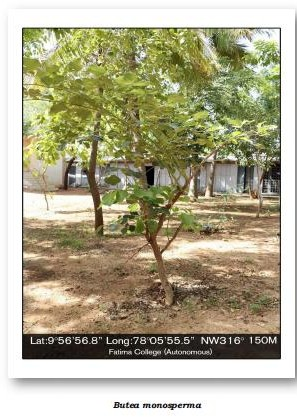 Lat:9°56'56.8" Long:78°05'55.5" NW316° 150M
Fatima College (Autonomous)
Butea monosperma